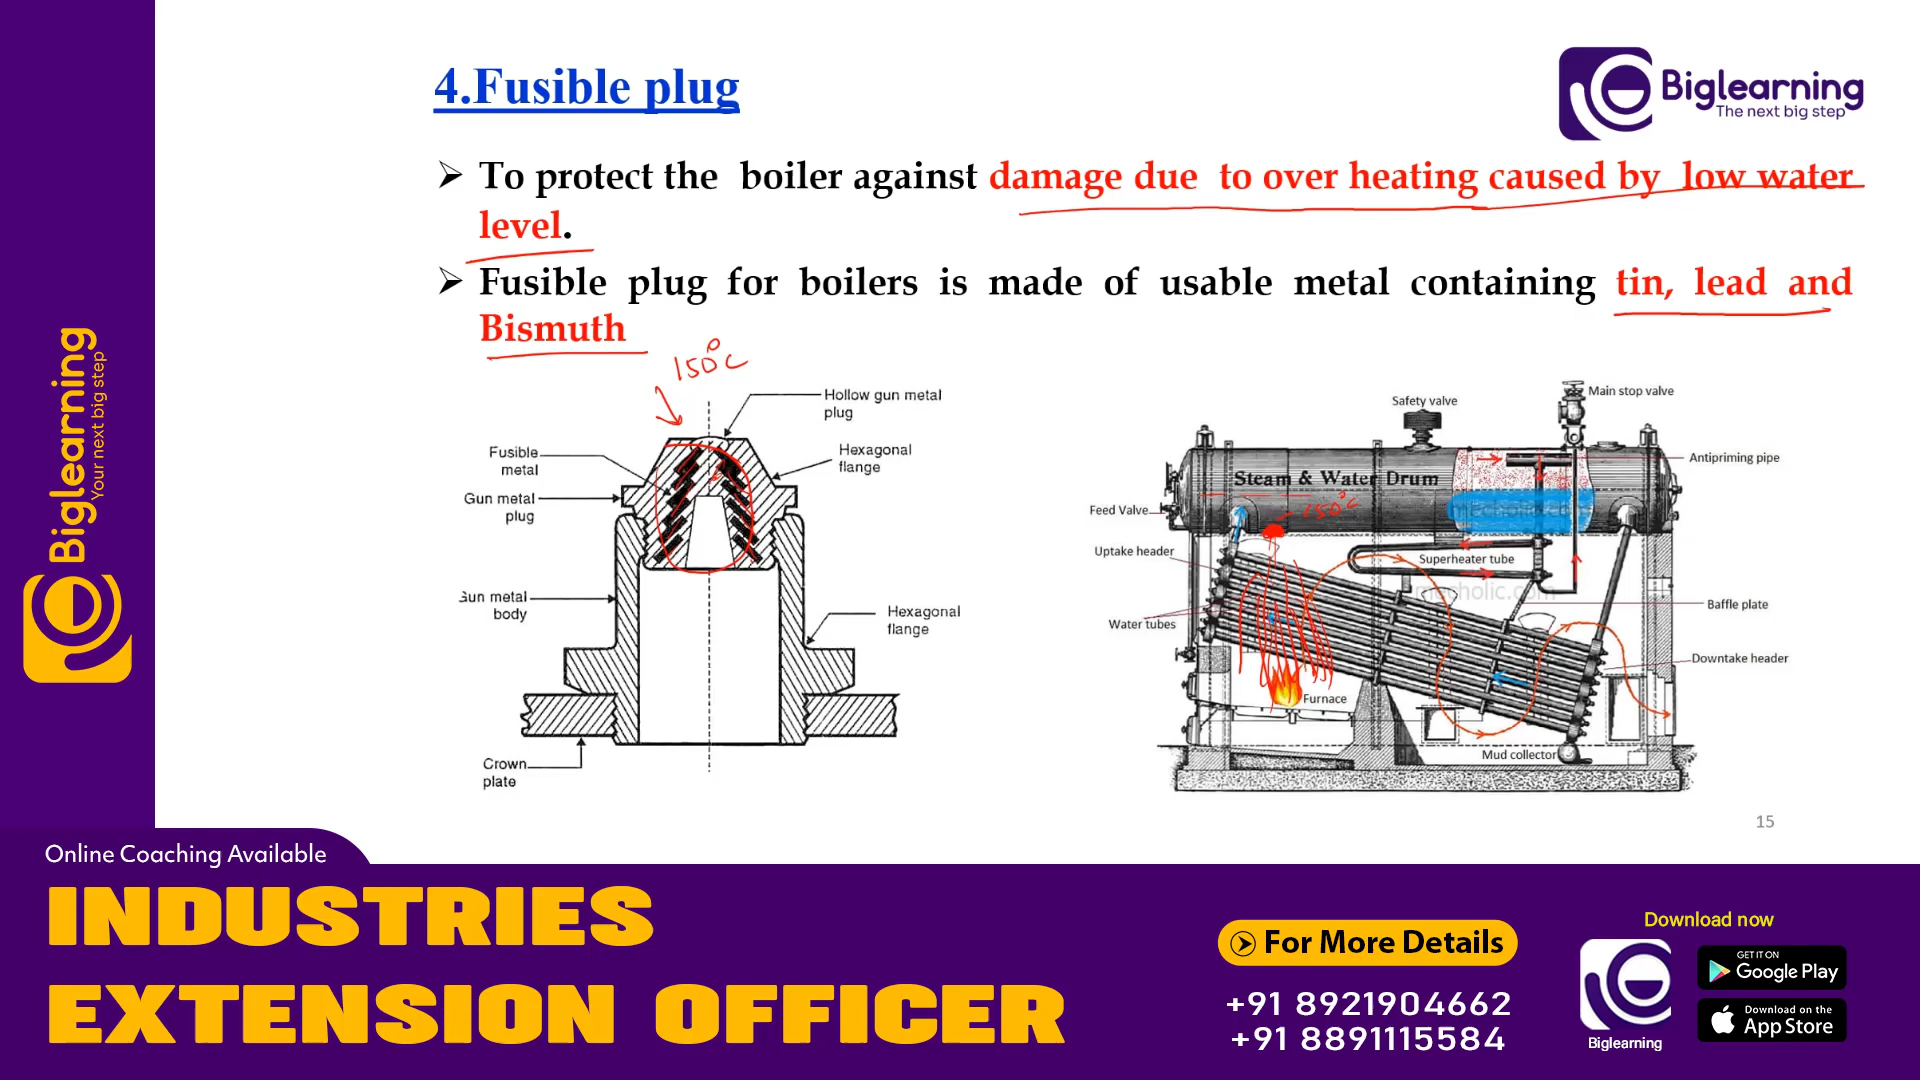 4.Fusible plug
Biglearning
The next big step
➢ To protect the boiler against damage due to over heating caused by low water
level.
➢ Fusible plug for boilers is made of usable metal containing tin, lead and
Bismuth
150°C
Hollow gun metal
plug
Fusible
metal
Hexagonal
flange
Gun metal
plug
Gun metal
body
Hexagonal
flange
Crown
plate
Main stop valve
Safety valve
Antipriming pipe
Steam & Water Drum
150°C
Feed Valve
Uptake header
Superheater tube
mecholic.com
Baffle plate
Water tubes
Downtake header
Furnace
Mud collector
15
Biglearning
Your next big step
Online Coaching Available
INDUSTRIES
EXTENSION OFFICER
For More Details
+91 8921904662
+91 8891115584
Download now
GET IT ON
Google Play
Download on the
App Store
Biglearning